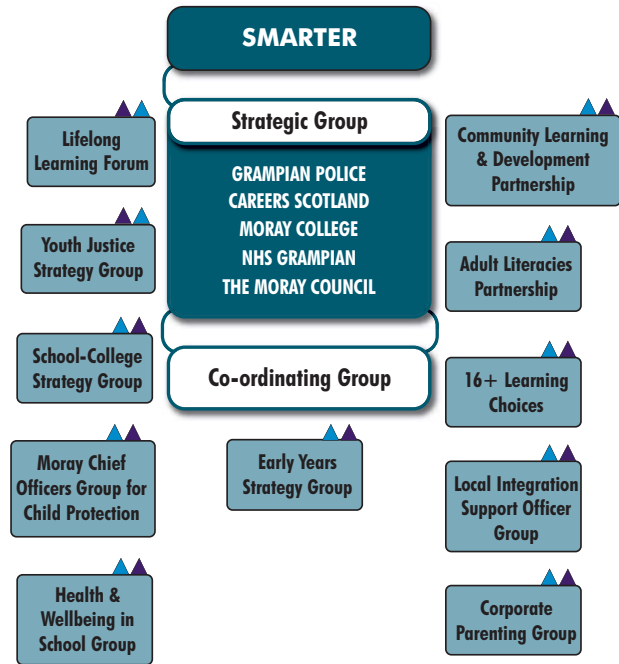 SMARTER
Strategic Group
GRAMPIAN POLICE
CAREERS SCOTLAND
MORAY COLLEGE
NHS GRAMPIAN
THE MORAY COUNCIL
Co-ordinating Group
Lifelong
Learning Forum
Youth Justice
Strategy Group
School-College
Strategy Group
Moray Chief
Officers Group for
Child Protection
Health &
Wellbeing in
School Group
Early Years
Strategy Group
Community Learning
& Development
Partnership
Adult Literacies
Partnership
16+ Learning
Choices
Local Integration
Support Officer
Group
Corporate
Parenting Group